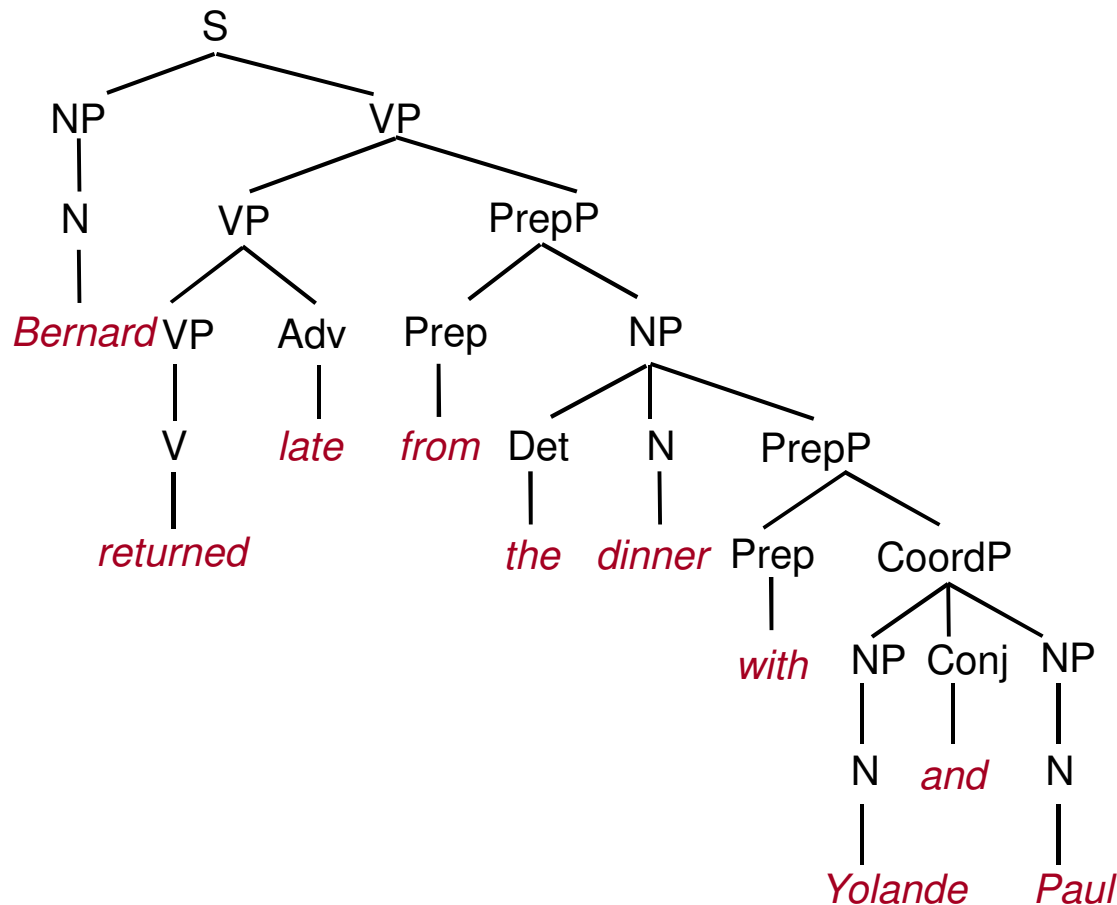 S
NP VP
N VP PrepP
Bernard VP Adv Prep NP
V late from Det N PrepP
returned the dinner Prep CoordP
with NP Conj NP
N and N
Yolande Paul